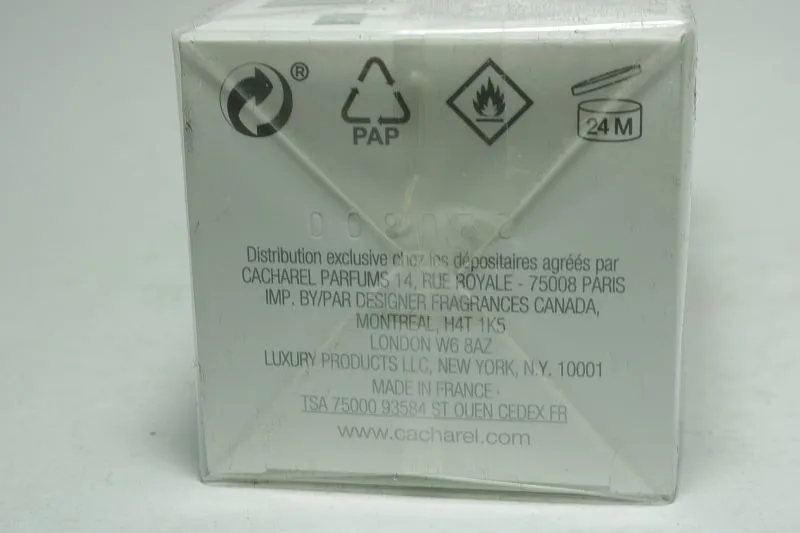 ®
PAP
24 M
Distribution exclusive chez les dépositaires agréés par
CACHAREL PARFUMS 14, RUE ROYALE - 75008 PARIS
IMP. BY/PAR DESIGNER FRAGRANCES CANADA,
MONTREAL, H4T 1K5
LONDON W6 8AZ
LUXURY PRODUCTS LLC, NEW YORK, N.Y. 10001
MADE IN FRANCE -
TSA 75000 93584 ST OUEN CEDEX FR
www.cacharel.com